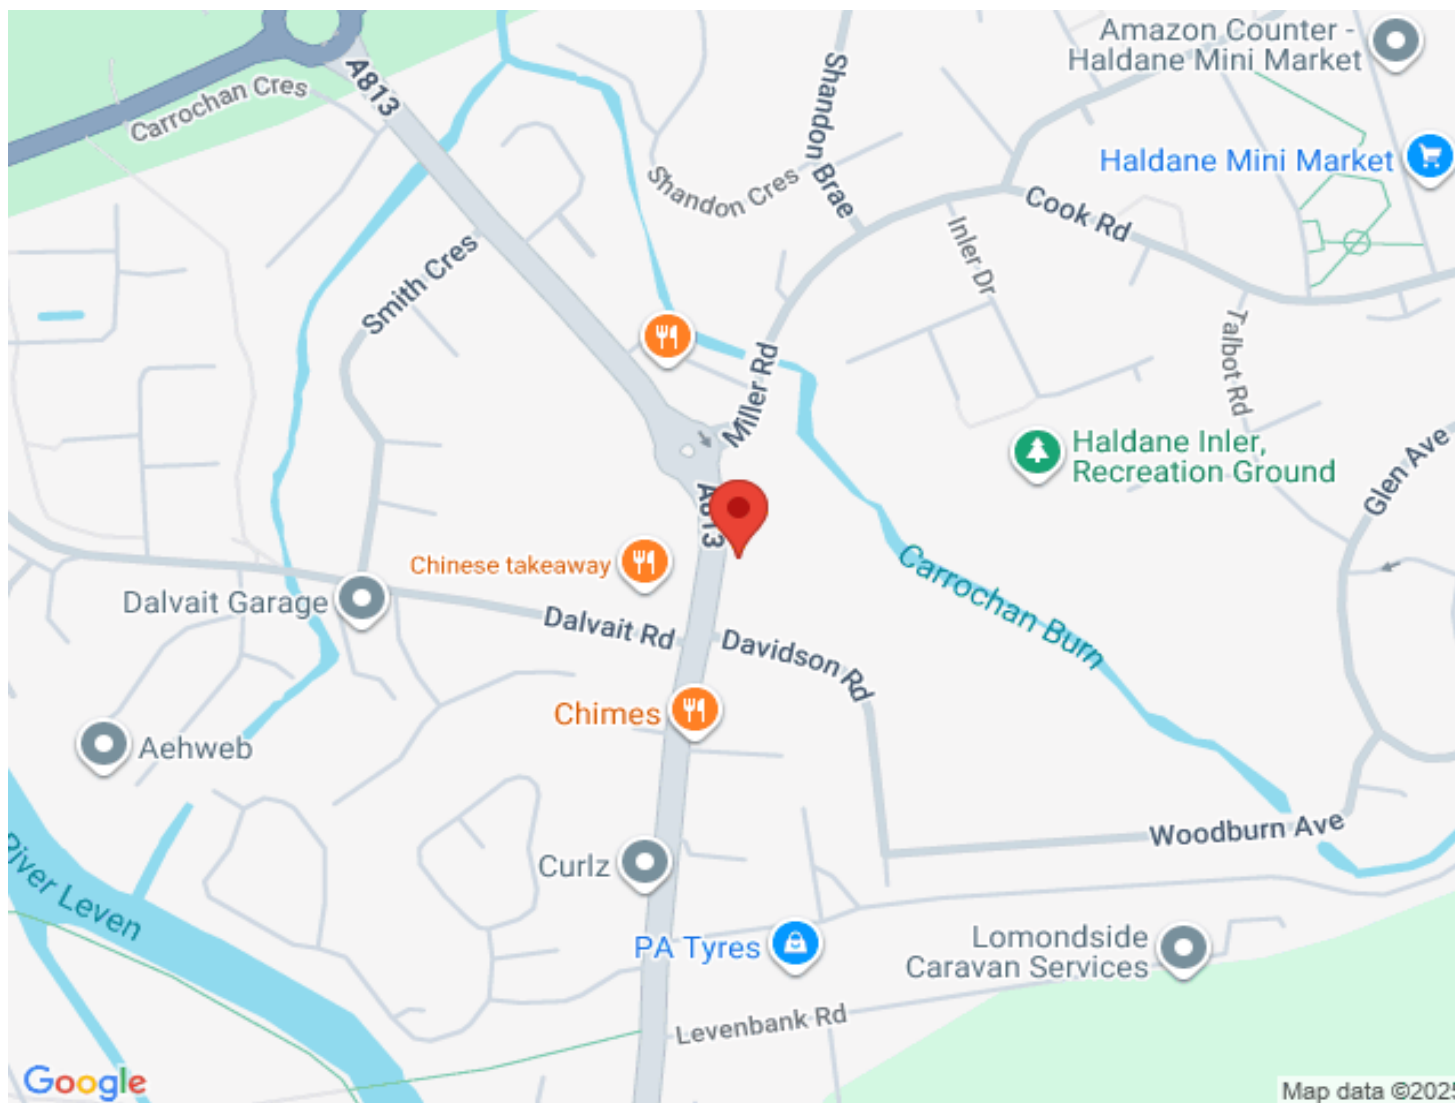 Amazon Counter -
Haldane Mini Market
A813
Carrochan Cres
Shandon Brae
Haldane Mini Market
Shandon Cres
Cook Rd
Inler Dr
Smith Cres
Talbot Rd
Miller Rd
Haldane Inler,
Recreation Ground
Glen Ave
A813
Chinese takeaway
Carrochan Burn
Dalvait Garage
Dalvait Rd
Davidson Rd
Chimes
Aehweb
Woodburn Ave
Curlz
River Leven
PA Tyres
Lomondside
Caravan Services
Levenbank Rd
Google
Map data ©2025